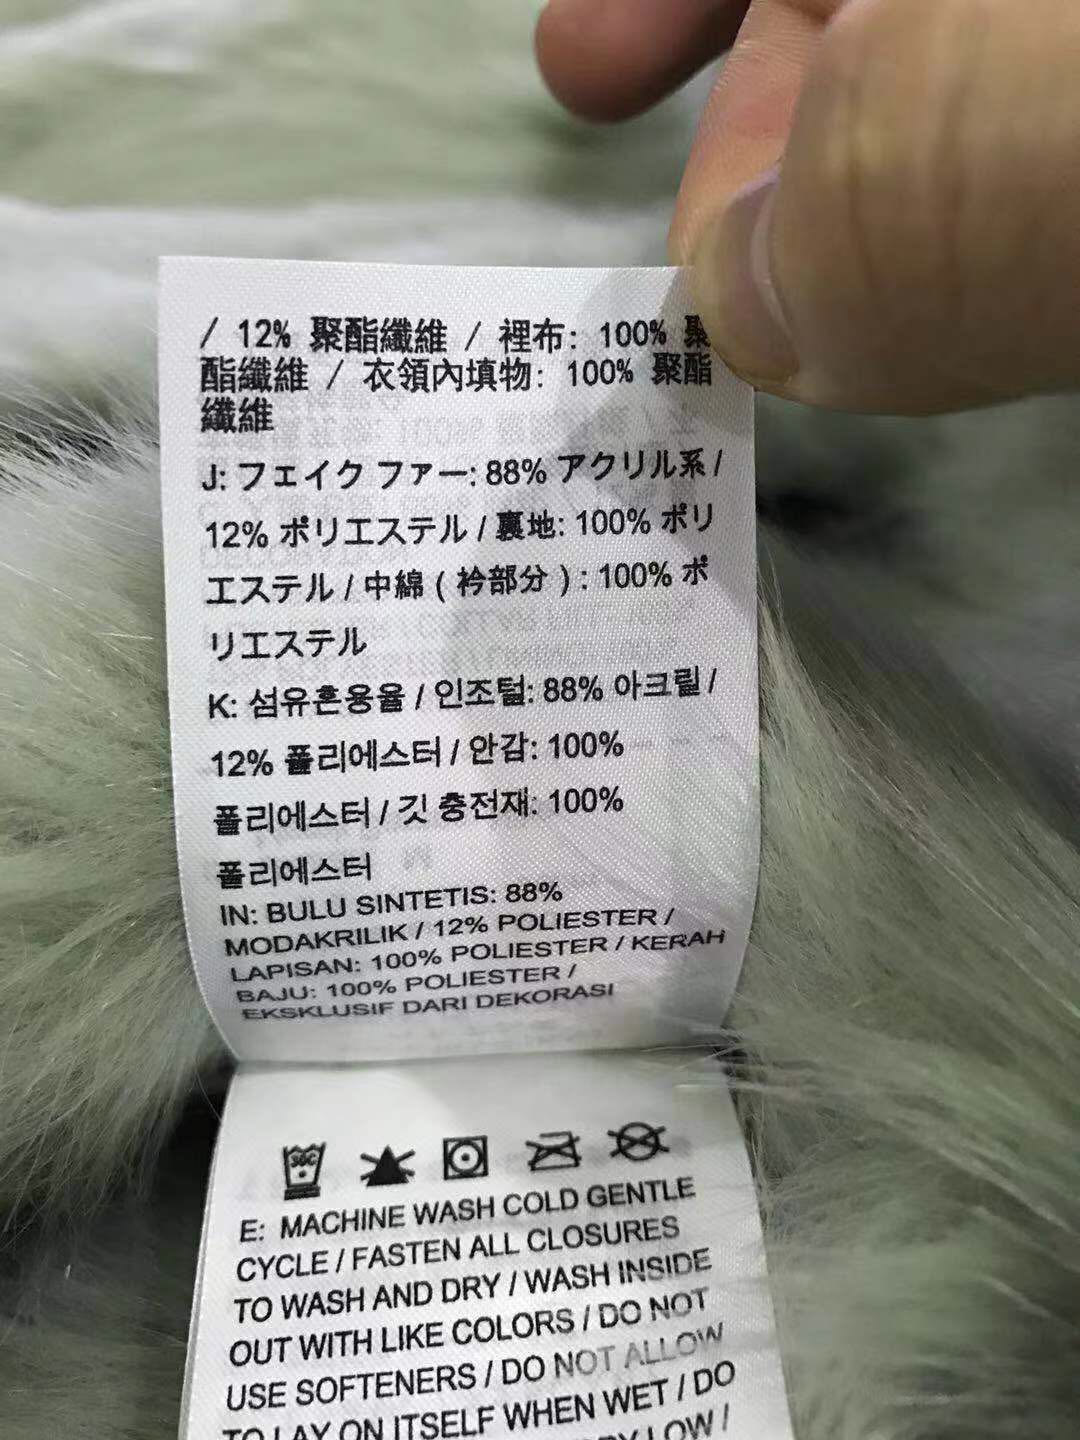 / 12% 聚酯纖維 / 裡布: 100% 聚
酯纖維 / 衣領內填物: 100% 聚酯
纖維
J: フェイク ファー: 88% アクリル系 /
12% ポリエステル / 裏地: 100% ポリ
エステル / 中綿 ( 衿部分 ) : 100% ポ
リエステル
K: 섬유혼용율 / 인조털: 88% 아크릴 /
12% 폴리에스터 / 안감: 100%
폴리에스터 / 깃 충전재: 100%
폴리에스터
IN: BULU SINTETIS: 88%
MODAKRILIK / 12% POLIESTER /
LAPISAN: 100% POLIESTER / KERAH
BAJU: 100% POLIESTER /
EKSKLUSIF DARI DEKORASI
30C
E: MACHINE WASH COLD GENTLE
CYCLE / FASTEN ALL CLOSURES
TO WASH AND DRY / WASH INSIDE
OUT WITH LIKE COLORS / DO NOT
USE SOFTENERS / DO NOT ALLOW
TO LAY ON ITSELF WHEN WET / DO
LOW /